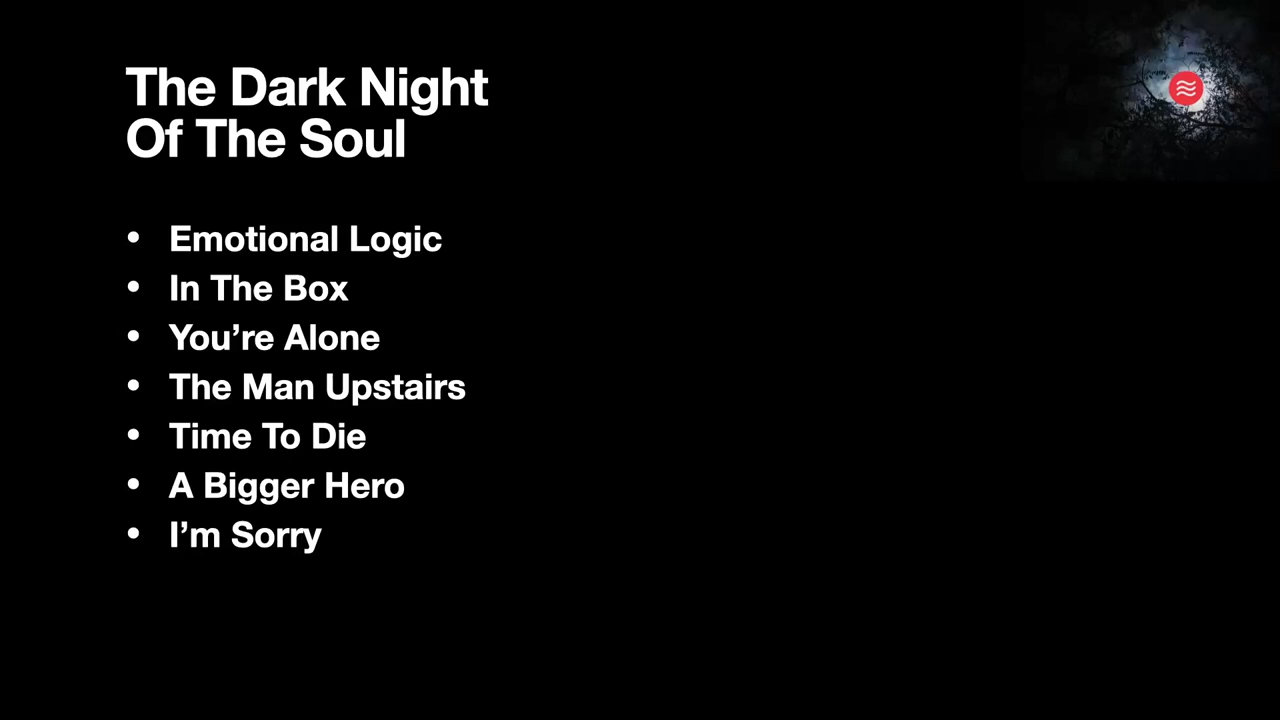 The Dark Night
Of The Soul
• Emotional Logic
• In The Box
• You’re Alone
• The Man Upstairs
• Time To Die
• A Bigger Hero
• I’m Sorry